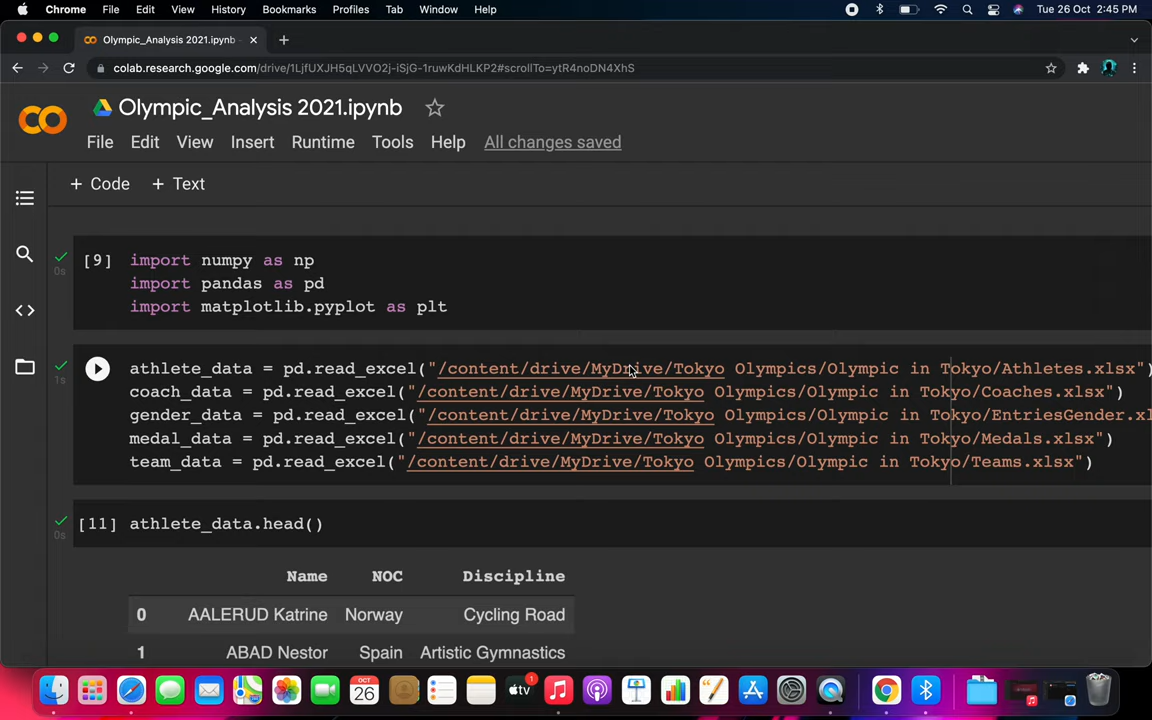 Chrome File Edit View History Bookmarks Profiles Tab Window Help Tue 26 Oct 2:45 PM
Olympic_Analysis 2021.ipynb
colab.research.google.com/drive/1LjfUXJH5qLVVO2j-iSjG-1ruwKdHLKP2#scrollTo=ytR4noDN4XhS
Olympic_Analysis 2021.ipynb
File Edit View Insert Runtime Tools Help All changes saved
+ Code + Text
[9] import numpy as np
0s import pandas as pd
import matplotlib.pyplot as plt
athlete_data = pd.read_excel("/content/drive/MyDrive/Tokyo Olympics/Olympic in Tokyo/Athletes.xlsx")
1s coach_data = pd.read_excel("/content/drive/MyDrive/Tokyo Olympics/Olympic in Tokyo/Coaches.xlsx")
gender_data = pd.read_excel("/content/drive/MyDrive/Tokyo Olympics/Olympic in Tokyo/EntriesGender.xl
medal_data = pd.read_excel("/content/drive/MyDrive/Tokyo Olympics/Olympic in Tokyo/Medals.xlsx")
team_data = pd.read_excel("/content/drive/MyDrive/Tokyo Olympics/Olympic in Tokyo/Teams.xlsx")
[11] athlete_data.head()
0s
Name NOC Discipline
0 AALERUD Katrine Norway Cycling Road
1 ABAD Nestor Spain Artistic Gymnastics
OCT
26
tv
1